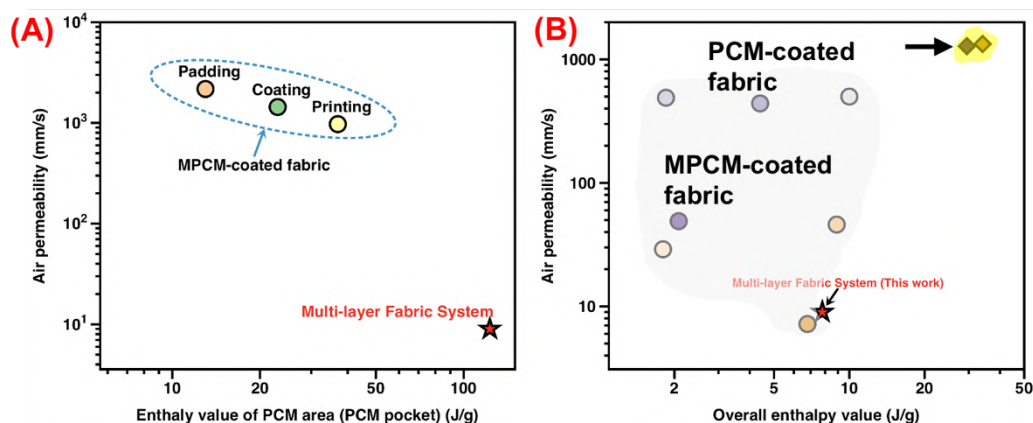 (A)
Air permeability (mm/s)
10⁴
10³
10²
10¹
Padding
Coating
Printing
MPCM-coated fabric
Multi-layer Fabric System
10
20
50
100
Enthaly value of PCM area (PCM pocket) (J/g)
(B)
Air permeability (mm/s)
1000
100
10
PCM-coated
fabric
MPCM-coated
fabric
Multi-layer Fabric System (This work)
2
5
10
20
50
Overall enthalpy value (J/g)